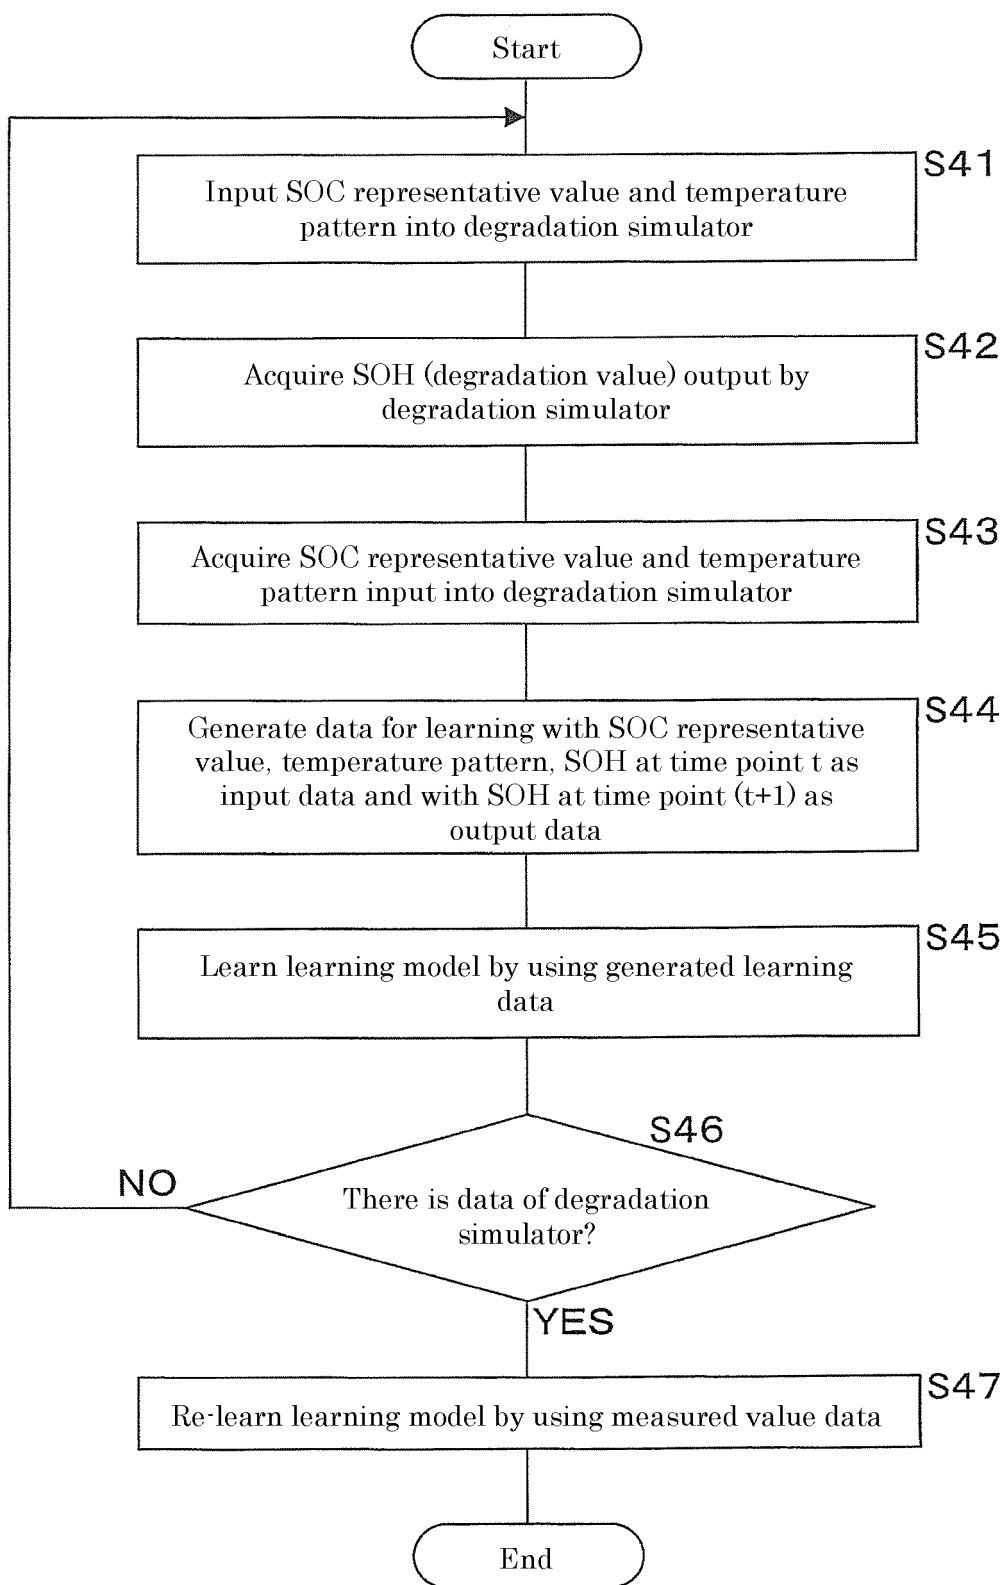 Start
S41
Input SOC representative value and temperature
pattern into degradation simulator
S42
Acquire SOH (degradation value) output by
degradation simulator
S43
Acquire SOC representative value and temperature
pattern input into degradation simulator
S44
Generate data for learning with SOC representative
value, temperature pattern, SOH at time point t as
input data and with SOH at time point (t+1) as
output data
S45
Learn learning model by using generated learning
data
S46
NO
There is data of degradation
simulator?
YES
S47
Re-learn learning model by using measured value data
End